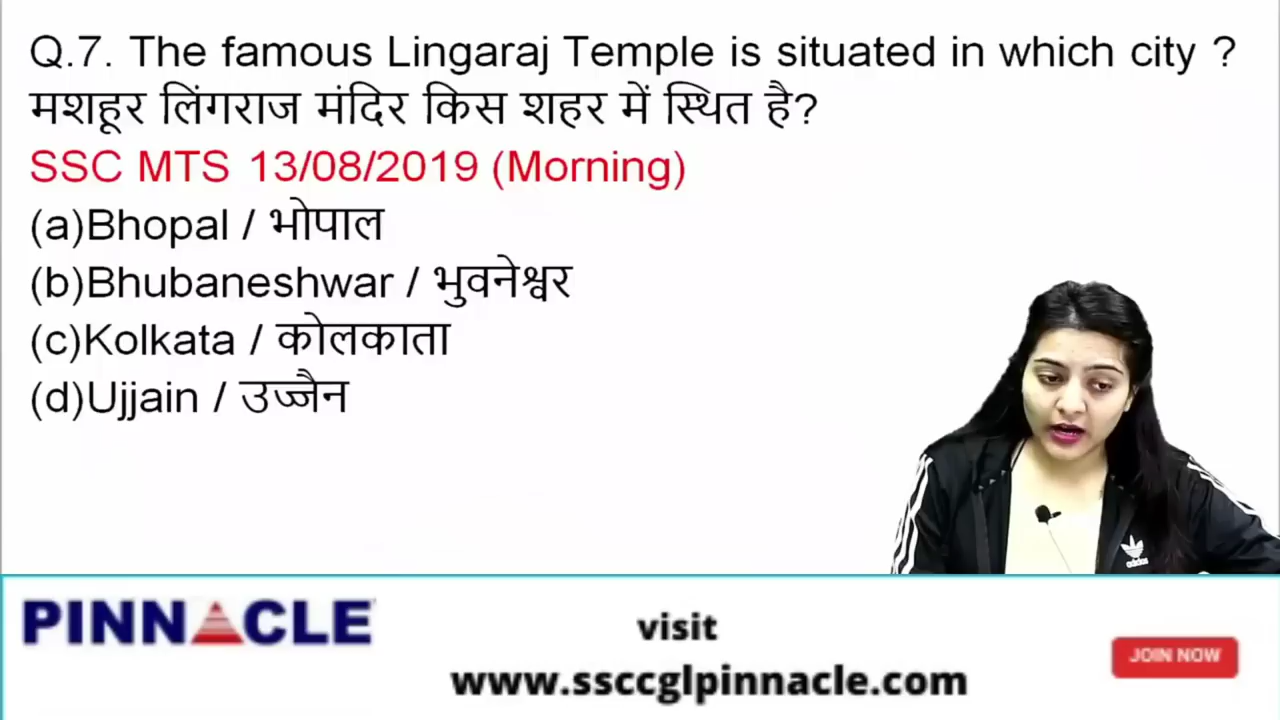 Q.7. The famous Lingaraj Temple is situated in which city ?
मशहूर लिंगराज मंदिर किस शहर में स्थित है?
SSC MTS 13/08/2019 (Morning)
(a)Bhopal / भोपाल
(b)Bhubaneshwar / भुवनेश्वर
(c)Kolkata / कोलकाता
(d)Ujjain / उज्जैन
adidas
PINNACLE
visit
www.ssccglpinnacle.com
JOIN NOW